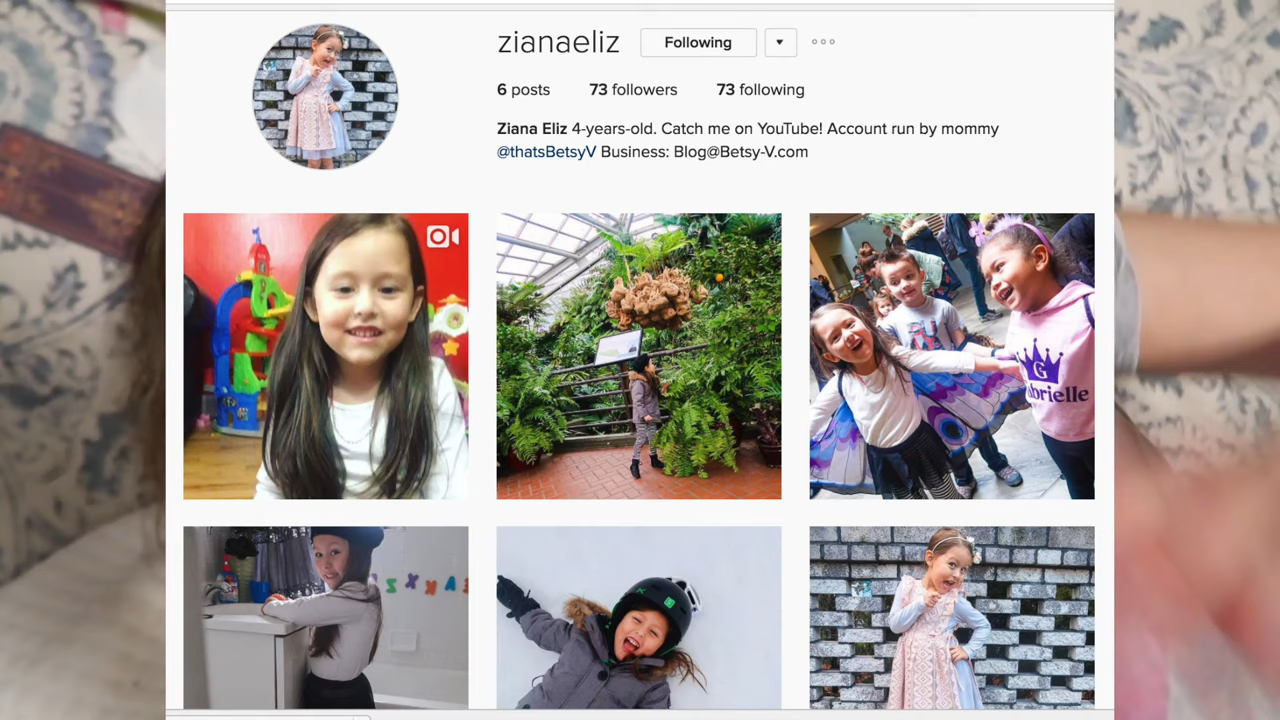 zianaeliz Following
6 posts 73 followers 73 following
Ziana Eliz 4-years-old. Catch me on YouTube! Account run by mommy
@thatsBetsyV Business: Blog@Betsy-V.com
G
brielle